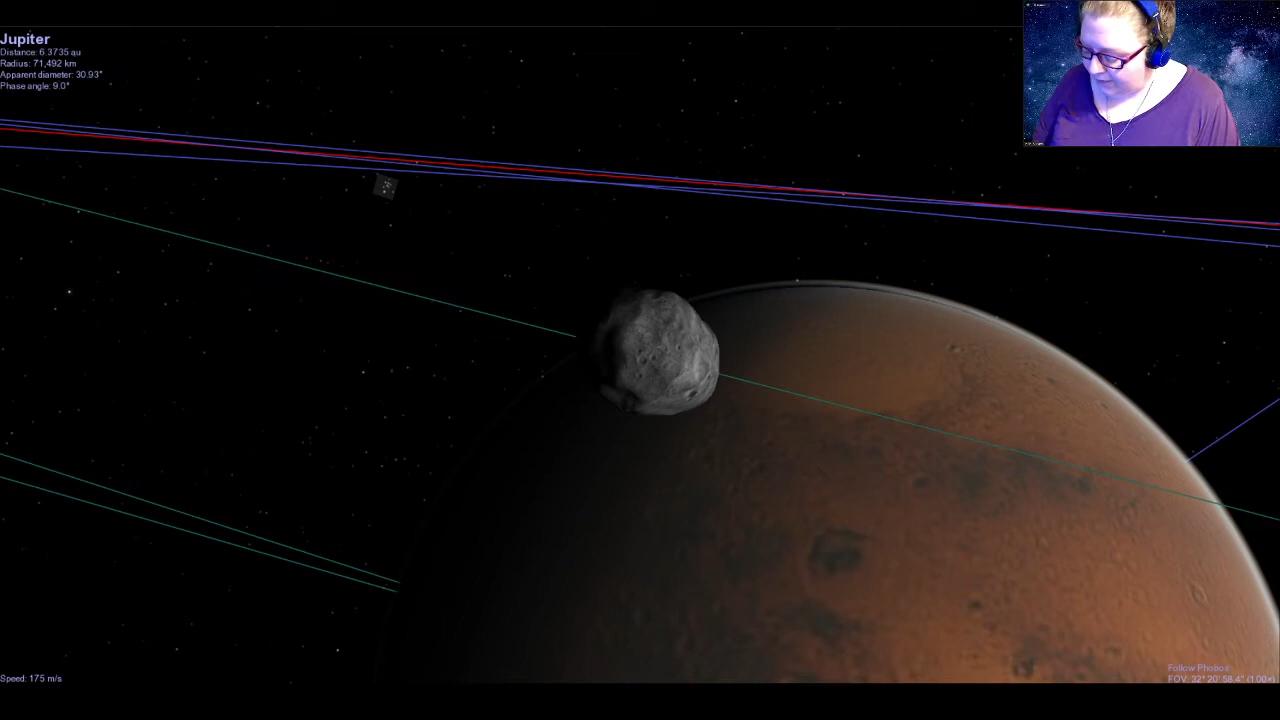 Jupiter
Distance: 6.3735 au
Radius: 71,492 km
Apparent diameter: 30.93"
Phase angle: 9.0°
Speed: 175 m/s
Follow Phobos
FOV: 32° 20' 58.4" (1.00×)